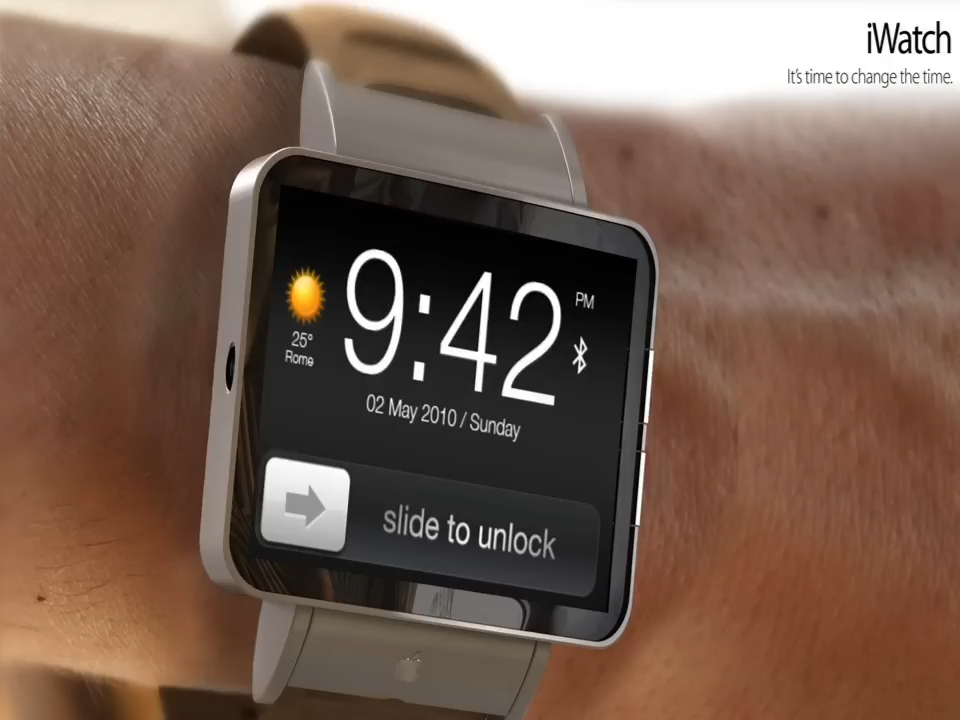 iWatch
It's time to change the time.
9:42
PM
25°
Rome
02 May 2010 / Sunday
slide to unlock